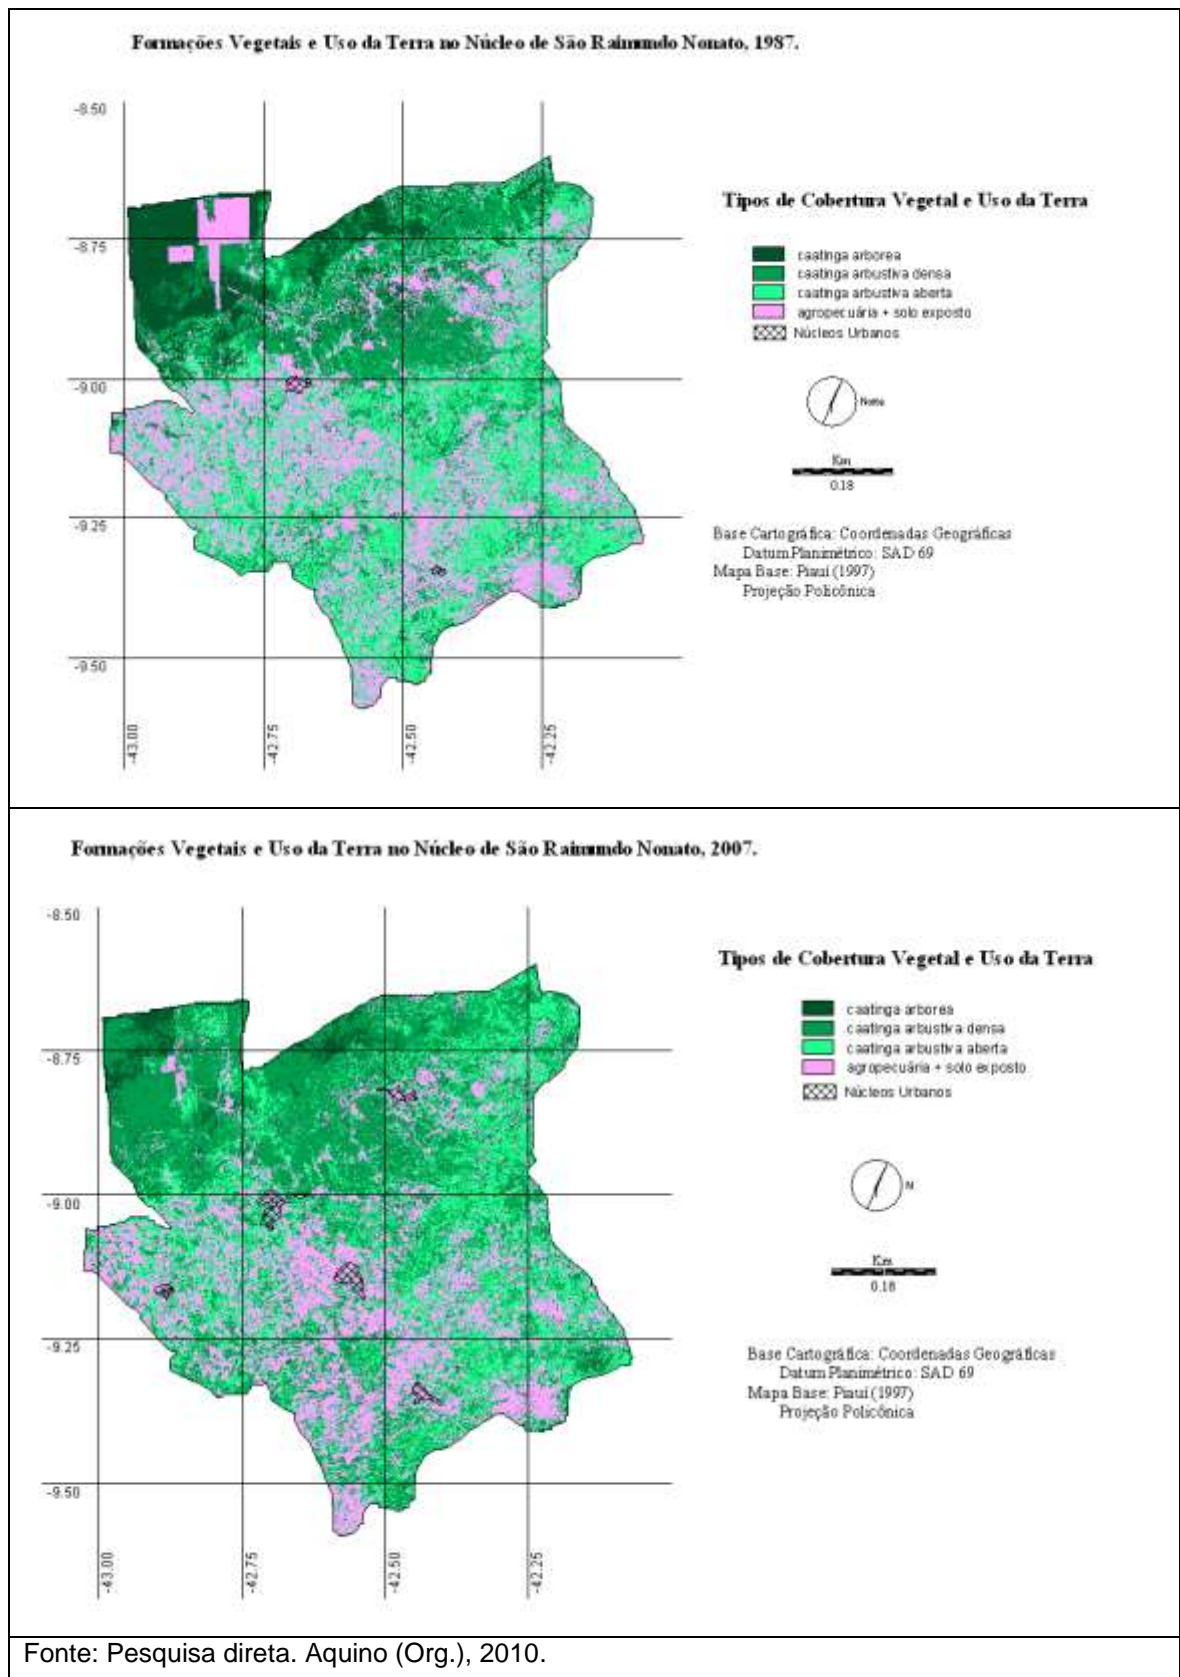 Formações Vegetais e Uso da Terra no Núcleo de São Raimundo Nonato, 1987.
-8.50
-8.75
-9.00
-9.25
-9.50
-43.00
-42.75
-42.50
-42.25
Tipos de Cobertura Vegetal e Uso da Terra
caatinga arborea
caatinga arbustiva densa
caatinga arbustiva aberta
agropecuária + solo exposto
Núcleos Urbanos
Norte
Km
0.18
Base Cartográfica: Coordenadas Geográficas
Datum Planimétrico: SAD 69
Mapa Base: Piauí (1997)
Projeção Policônica
Formações Vegetais e Uso da Terra no Núcleo de São Raimundo Nonato, 2007.
-8.50
-8.75
-9.00
-9.25
-9.50
-43.00
-42.75
-42.50
-42.25
Tipos de Cobertura Vegetal e Uso da Terra
caatinga árborea
caatinga arbustiva densa
caatinga arbustiva aberta
agropecuária + solo exposto
Núcleos Urbanos
N
Km
0.18
Base Cartográfica: Coordenadas Geográficas
Datum Planimétrico: SAD 69
Mapa Base: Piauí (1997)
Projeção Policônica
Fonte: Pesquisa direta. Aquino (Org.), 2010.